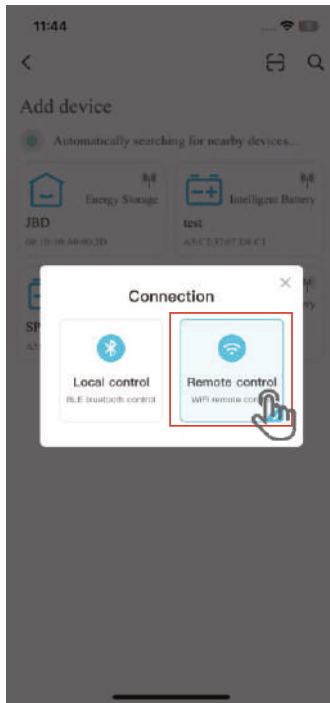 11:44
Add device
Automatically searching for nearby devices...
Energy Storage
JBD
Intelligent Battery
test
Connection
Local control
BLE bluetooth control
Remote control
WiFi remote